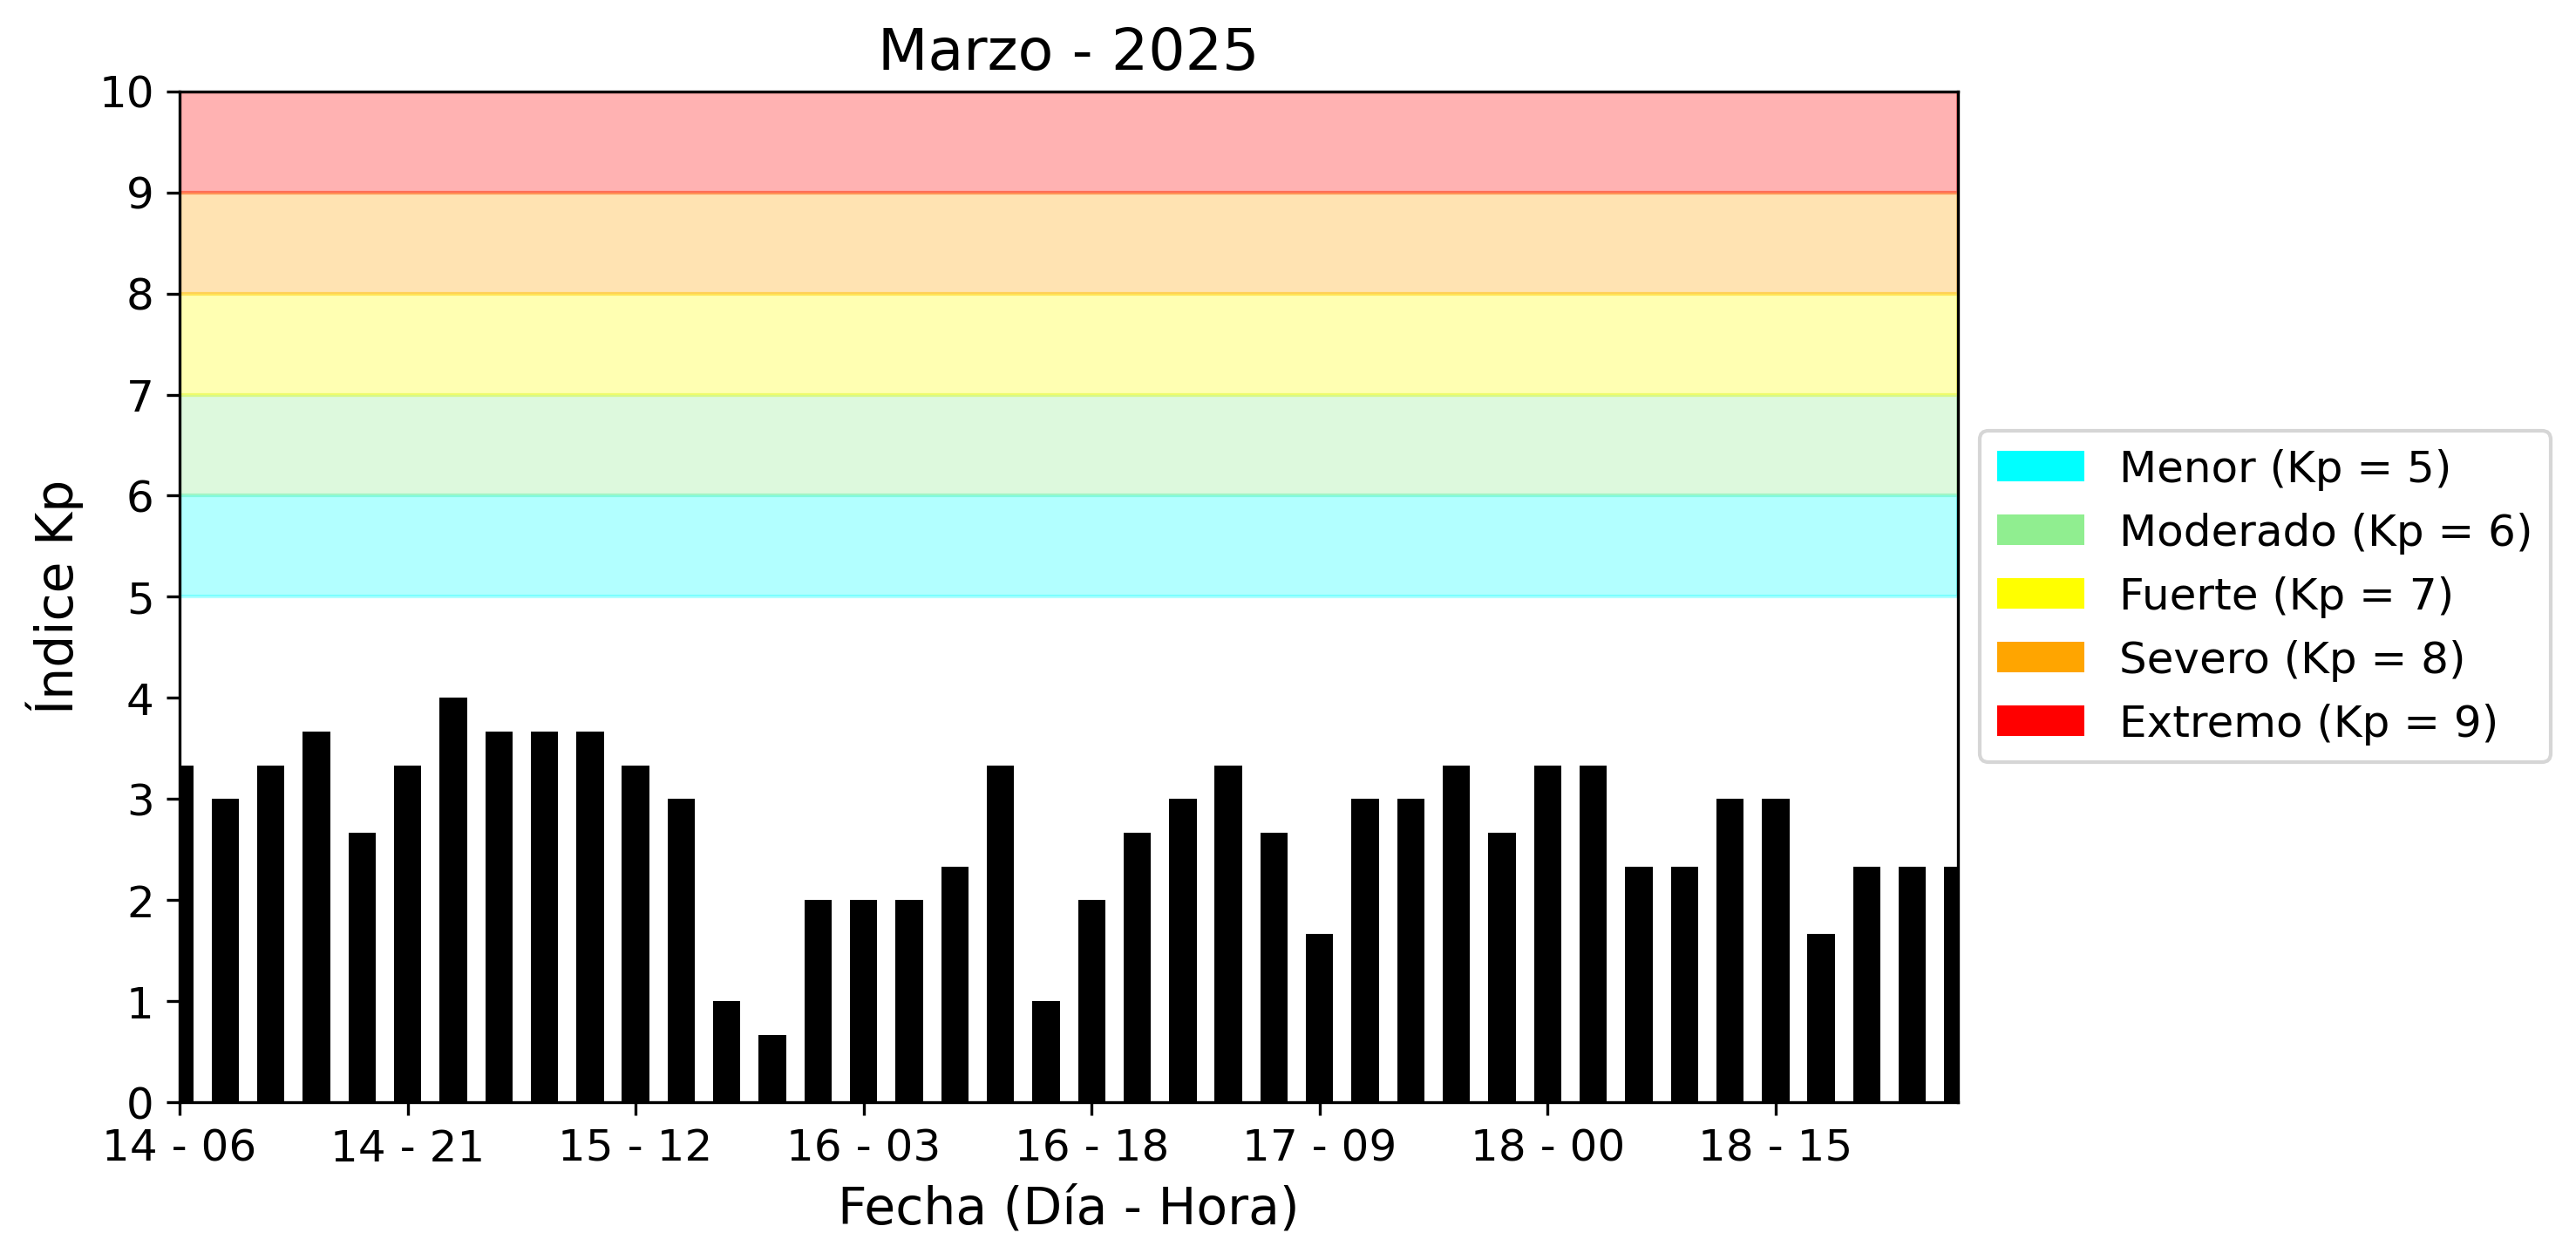 Marzo - 2025
10
9
8
7
6
5
4
3
2
1
0
Índice Kp
14 - 06
14 - 21
15 - 12
16 - 03
16 - 18
17 - 09
18 - 00
18 - 15
Fecha (Día - Hora)
Menor (Kp = 5)
Moderado (Kp = 6)
Fuerte (Kp = 7)
Severo (Kp = 8)
Extremo (Kp = 9)